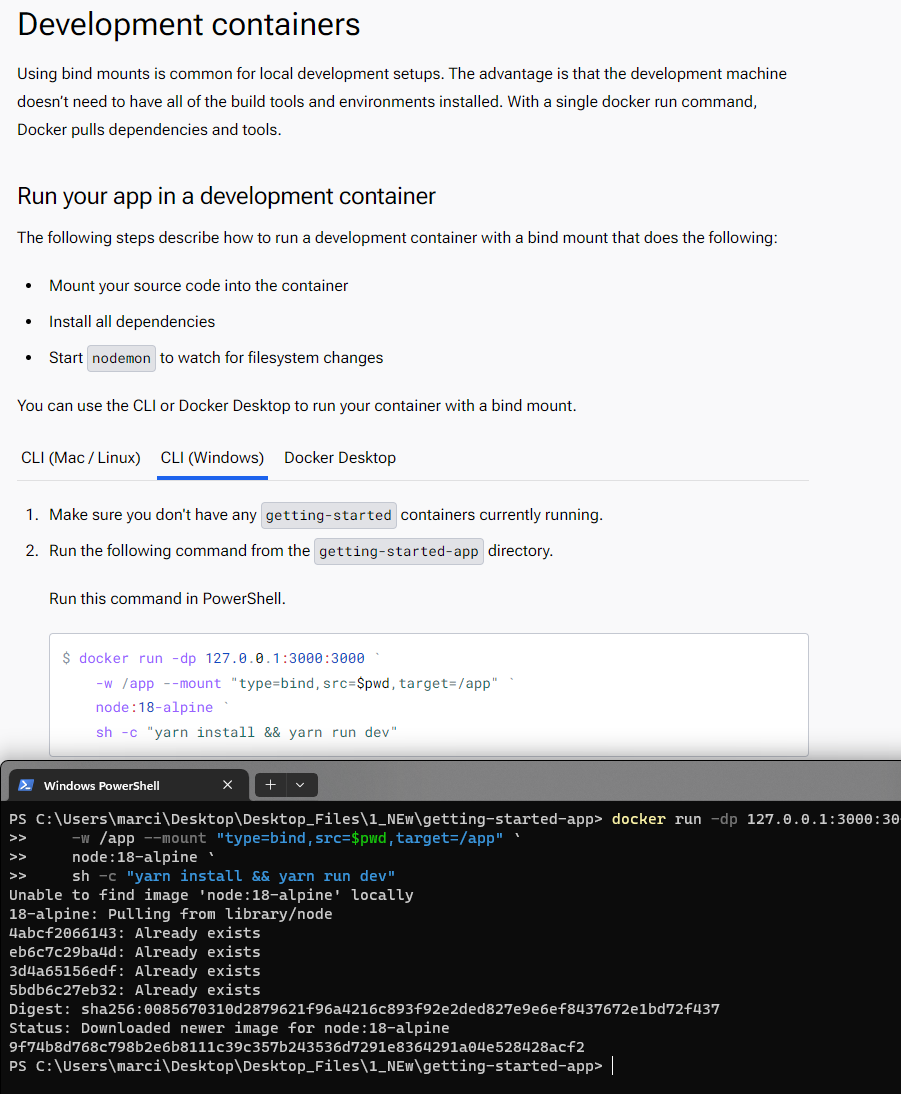 Development containers
Using bind mounts is common for local development setups. The advantage is that the development machine
doesn't need to have all of the build tools and environments installed. With a single docker run command,
Docker pulls dependencies and tools.
Run your app in a development container
The following steps describe how to run a development container with a bind mount that does the following:
• Mount your source code into the container
• Install all dependencies
• Start nodemon to watch for filesystem changes
You can use the CLI or Docker Desktop to run your container with a bind mount.
CLI (Mac / Linux) CLI (Windows) Docker Desktop
1. Make sure you don't have any getting-started containers currently running.
2. Run the following command from the getting-started-app directory.
Run this command in PowerShell.
$ docker run -dp 127.0.0.1:3000:3000 `
-w /app --mount "type=bind,src=$pwd,target=/app" `
node:18-alpine `
sh -c "yarn install && yarn run dev"
Windows PowerShell
PS C:\Users\marci\Desktop\Desktop_Files\1_NEw\getting-started-app> docker run -dp 127.0.0.1:3000:30
>> -w /app --mount "type=bind,src=$pwd,target=/app" `
>> node:18-alpine `
>> sh -c "yarn install && yarn run dev"
Unable to find image 'node:18-alpine' locally
18-alpine: Pulling from library/node
4abcf2066143: Already exists
eb6c7c29ba4d: Already exists
3d4a65156edf: Already exists
5bdb6c27eb32: Already exists
Digest: sha256:0085670310d2879621f96a4216c893f92e2ded827e9e6ef8437672e1bd72f437
Status: Downloaded newer image for node:18-alpine
9f74b8d768c798b2e6b8111c39c357b243536d7291e8364291a04e528428acf2
PS C:\Users\marci\Desktop\Desktop_Files\1_NEw\getting-started-app>